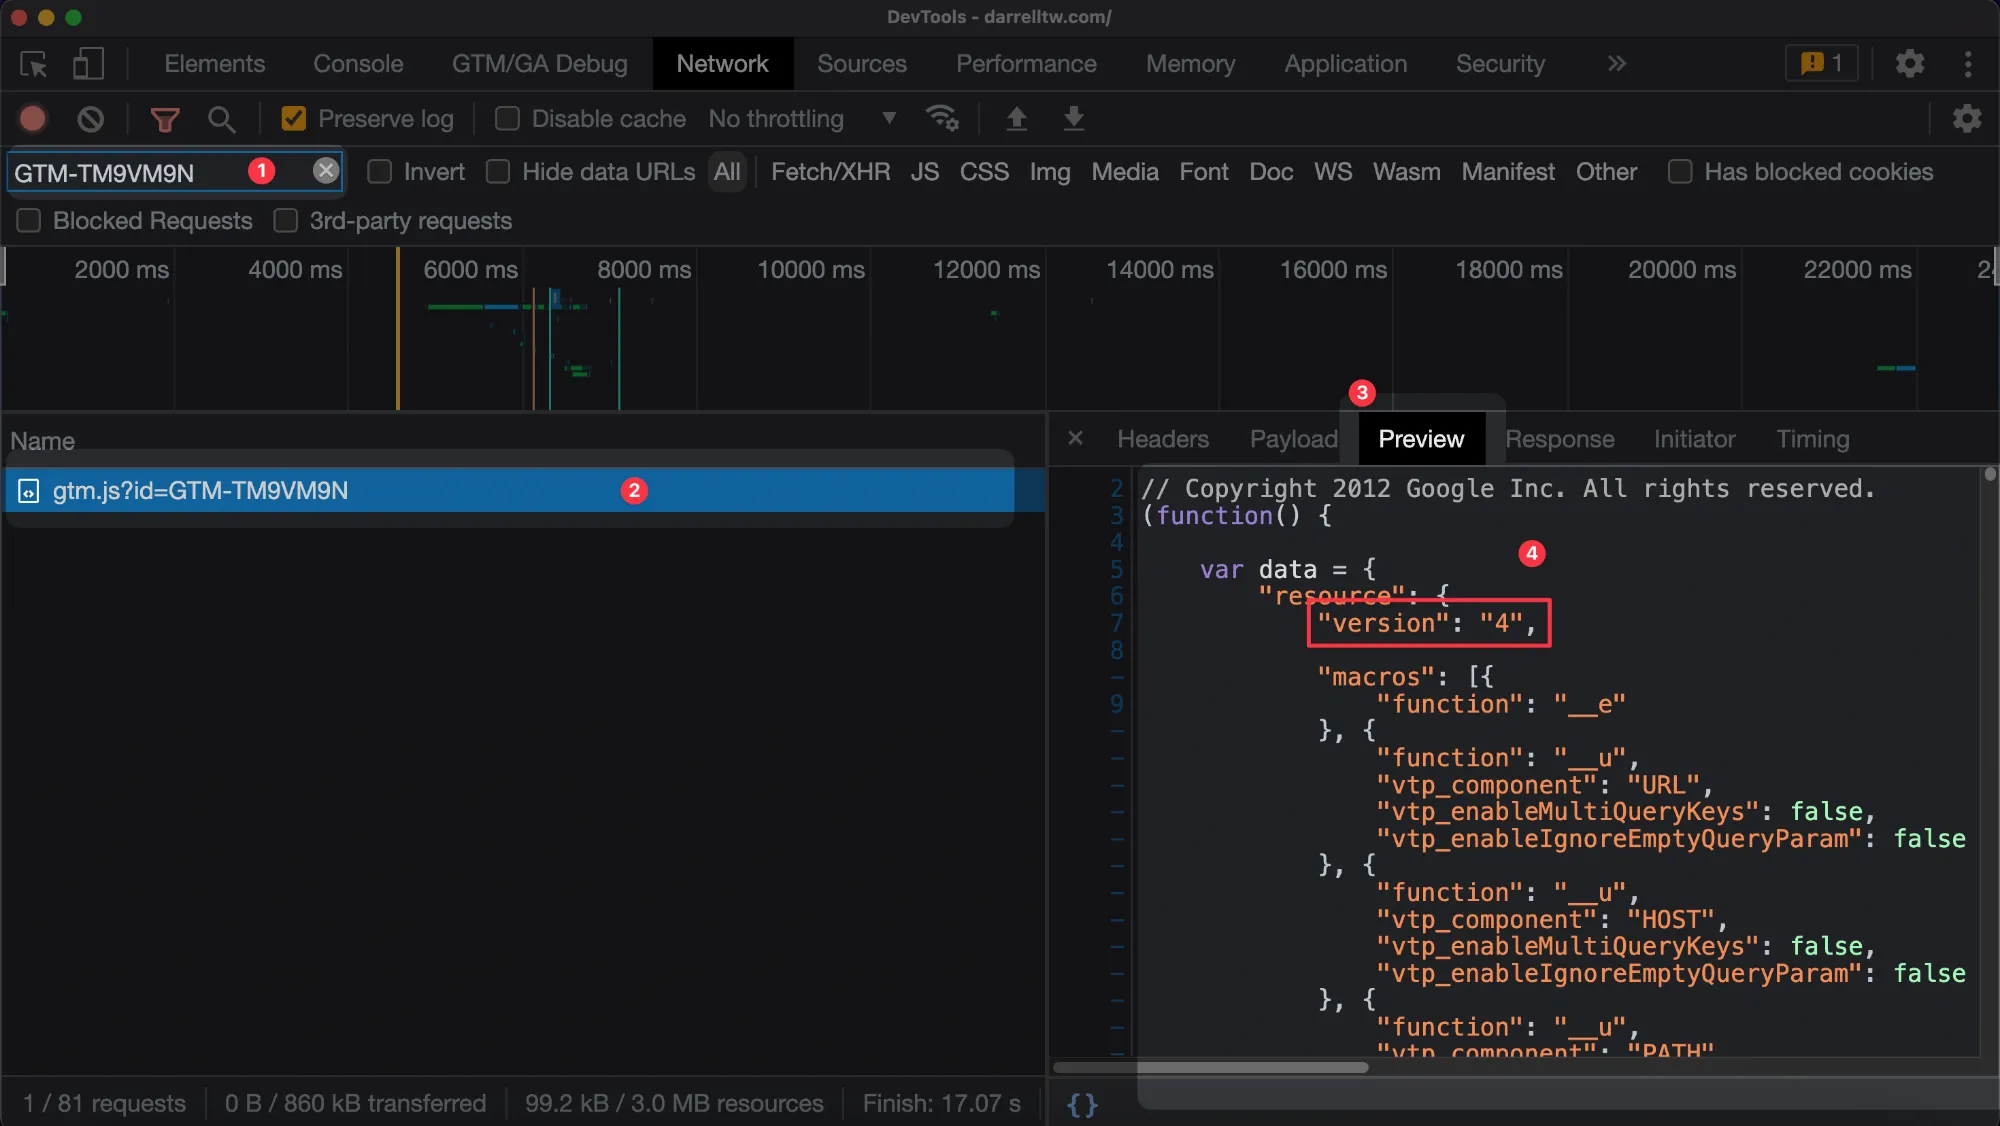 DevTools - darrelltw.com/
Elements Console GTM/GA Debug Network Sources Performance Memory Application Security » 1
Preserve log Disable cache No throttling
GTM-TM9VM9N 1 Invert Hide data URLs All Fetch/XHR JS CSS Img Media Font Doc WS Wasm Manifest Other Has blocked cookies
Blocked Requests 3rd-party requests
2000 ms 4000 ms 6000 ms 8000 ms 10000 ms 12000 ms 14000 ms 16000 ms 18000 ms 20000 ms 22000 ms
3
Name
Headers Payload Preview Response Initiator Timing
gtm.js?id=GTM-TM9VM9N 2
2 // Copyright 2012 Google Inc. All rights reserved.
3 (function() {
4 4
5 var data = {
6 "resource": {
7 "version": "4",
8
- "macros": [{
9 "function": "__e"
- }, {
- "function": "__u",
- "vtp_component": "URL",
- "vtp_enableMultiQueryKeys": false,
- "vtp_enableIgnoreEmptyQueryParam": false
- }, {
- "function": "__u",
- "vtp_component": "HOST",
- "vtp_enableMultiQueryKeys": false,
- "vtp_enableIgnoreEmptyQueryParam": false
- }, {
- "function": "__u",
- "vtp_component": "PATH"
1 / 81 requests 0 B / 860 kB transferred 99.2 kB / 3.0 MB resources Finish: 17.07 s {}